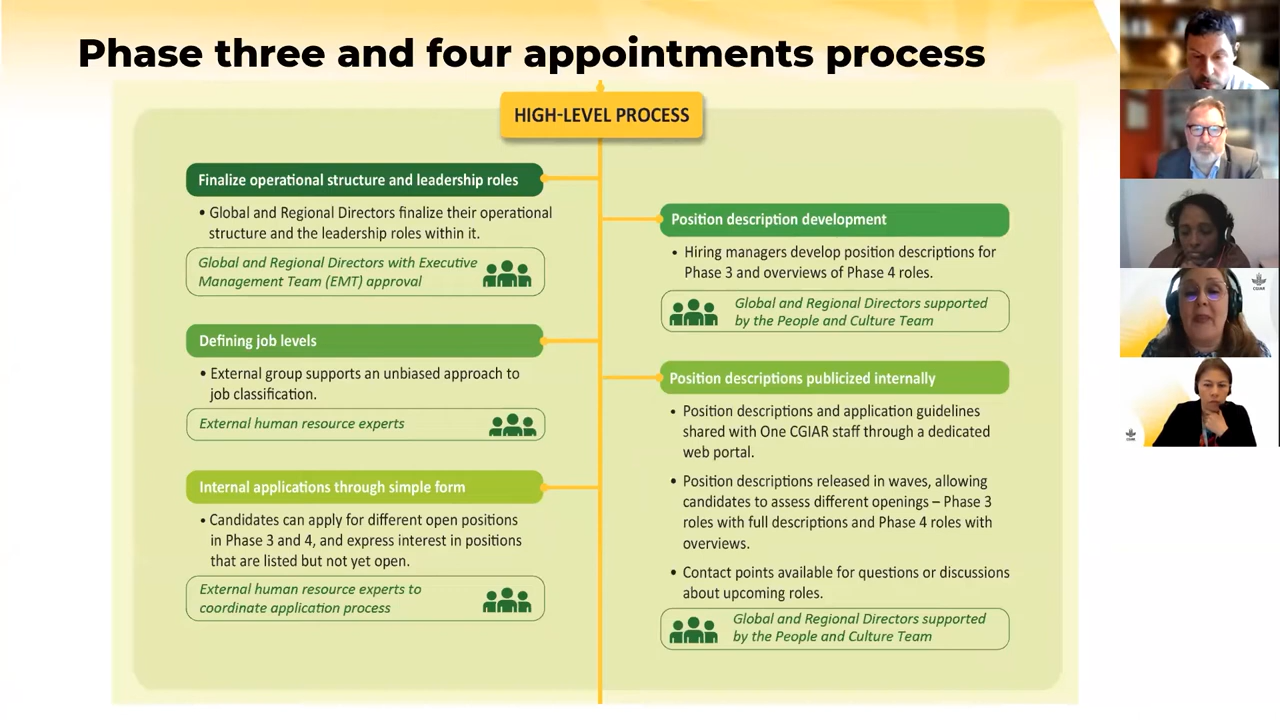 Phase three and four appointments process
HIGH-LEVEL PROCESS
Finalize operational structure and leadership roles
• Global and Regional Directors finalize their operational
structure and the leadership roles within it.
Global and Regional Directors with Executive
Management Team (EMT) approval
Position description development
• Hiring managers develop position descriptions for
Phase 3 and overviews of Phase 4 roles.
Global and Regional Directors supported
by the People and Culture Team
Defining job levels
• External group supports an unbiased approach to
job classification.
External human resource experts
Position descriptions publicized internally
• Position descriptions and application guidelines
shared with One CGIAR staff through a dedicated
web portal.
• Position descriptions released in waves, allowing
candidates to assess different openings – Phase 3
roles with full descriptions and Phase 4 roles with
overviews.
• Contact points available for questions or discussions
about upcoming roles.
Global and Regional Directors supported
by the People and Culture Team
Internal applications through simple form
• Candidates can apply for different open positions
in Phase 3 and 4, and express interest in positions
that are listed but not yet open.
External human resource experts to
coordinate application process
CGIAR
CGIAR